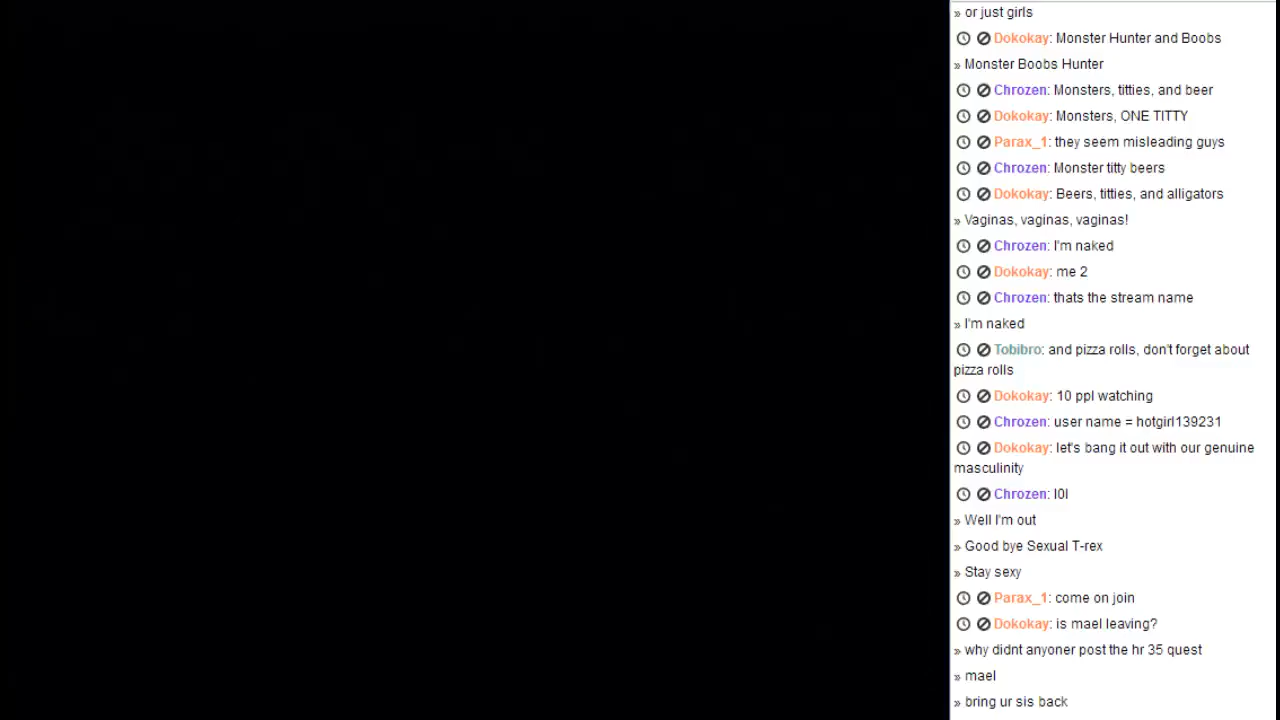 » or just girls
Dokokay: Monster Hunter and Boobs
» Monster Boobs Hunter
Chrozen: Monsters, titties, and beer
Dokokay: Monsters, ONE TITTY
Parax_1: they seem misleading guys
Chrozen: Monster titty beers
Dokokay: Beers, titties, and alligators
» Vaginas, vaginas, vaginas!
Chrozen: I'm naked
Dokokay: me 2
Chrozen: thats the stream name
» I'm naked
Tobibro: and pizza rolls, don't forget about
pizza rolls
Dokokay: 10 ppl watching
Chrozen: user name = hotgirl139231
Dokokay: let's bang it out with our genuine
masculinity
Chrozen: l0l
» Well I'm out
» Good bye Sexual T-rex
» Stay sexy
Parax_1: come on join
Dokokay: is mael leaving?
» why didnt anyoner post the hr 35 quest
» mael
» bring ur sis back